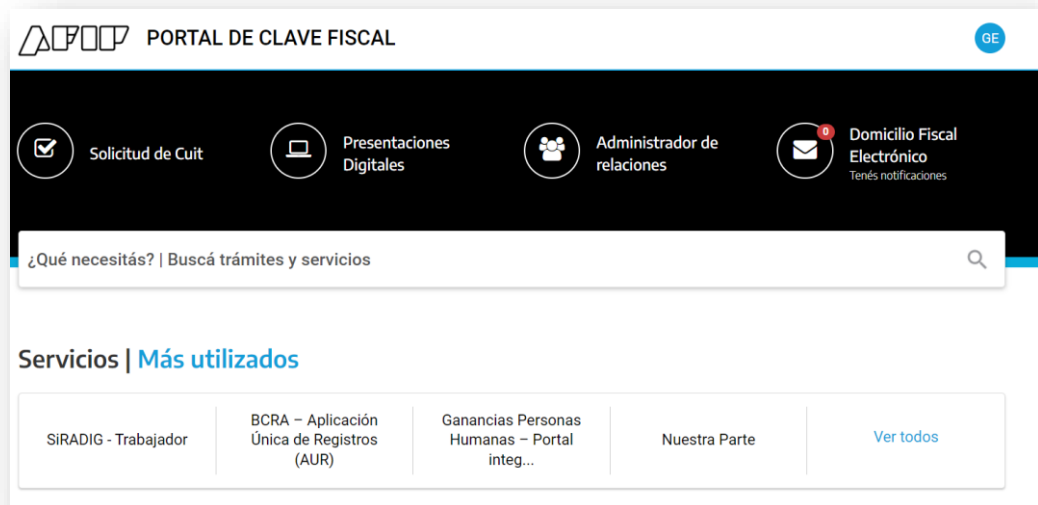 AFIP PORTAL DE CLAVE FISCAL
GE
Solicitud de Cuit
Presentaciones
Digitales
Administrador de
relaciones
0
Domicilio Fiscal
Electrónico
Tenés notificaciones
¿Qué necesitás? | Buscá trámites y servicios
Servicios | Más utilizados
SiRADIG - Trabajador
BCRA – Aplicación
Única de Registros
(AUR)
Ganancias Personas
Humanas – Portal
integ...
Nuestra Parte
Ver todos